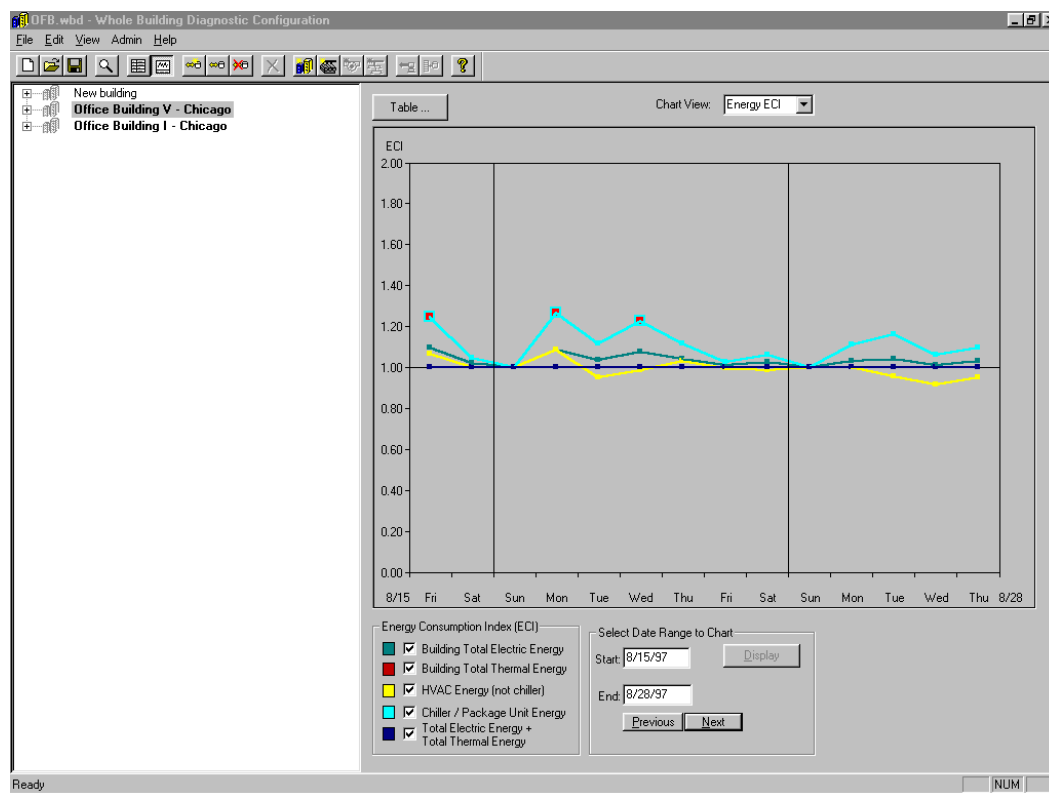 OFB.wbd - Whole Building Diagnostic Configuration
File Edit View Admin Help
New building
Office Building V - Chicago
Office Building I - Chicago
Table ...
Chart View: Energy ECI
ECI
2.00
1.80
1.60
1.40
1.20
1.00
0.80
0.60
0.40
0.20
0.00
8/15 Fri Sat Sun Mon Tue Wed Thu Fri Sat Sun Mon Tue Wed Thu 8/28
Energy Consumption Index (ECI)
Building Total Electric Energy
Building Total Thermal Energy
HVAC Energy (not chiller)
Chiller / Package Unit Energy
Total Electric Energy +
Total Thermal Energy
Select Date Range to Chart
Start: 8/15/97
Display
End: 8/28/97
Previous Next
Ready
NUM